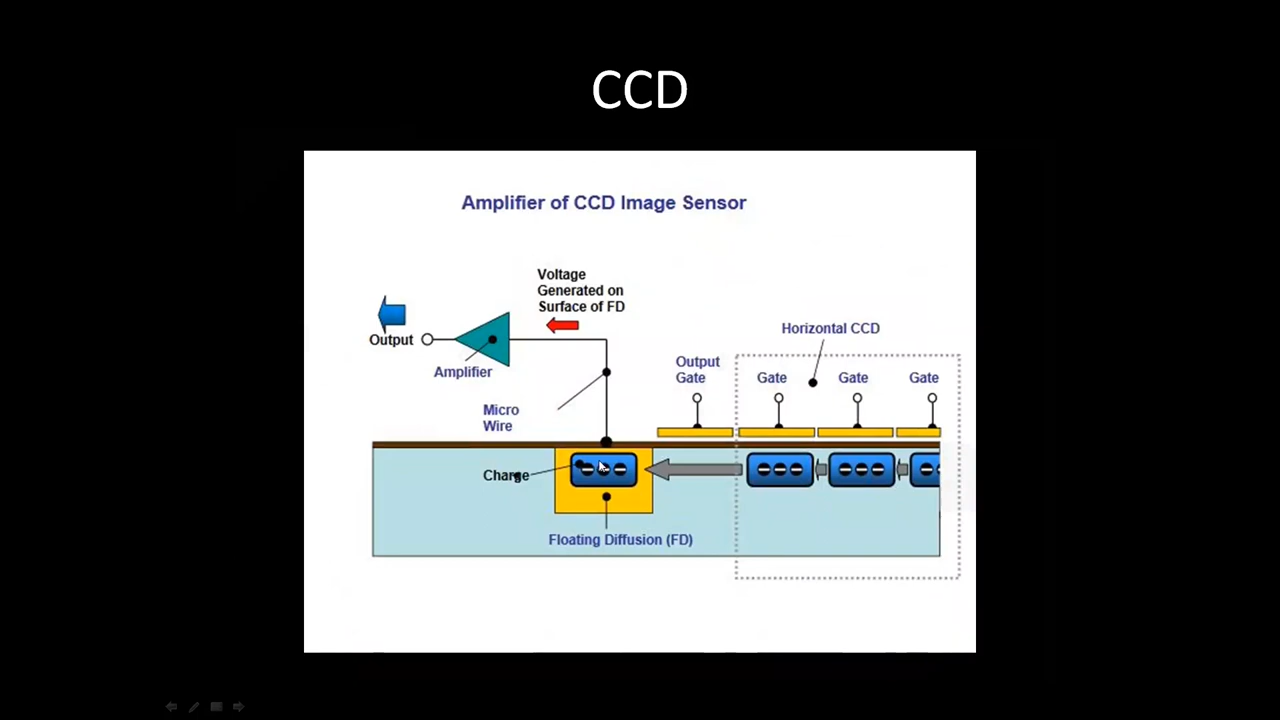 CCD
Amplifier of CCD Image Sensor
Voltage
Generated on
Surface of FD
Output
Amplifier
Horizontal CCD
Output
Gate
Gate
Gate
Gate
Micro
Wire
Charge
Floating Diffusion (FD)